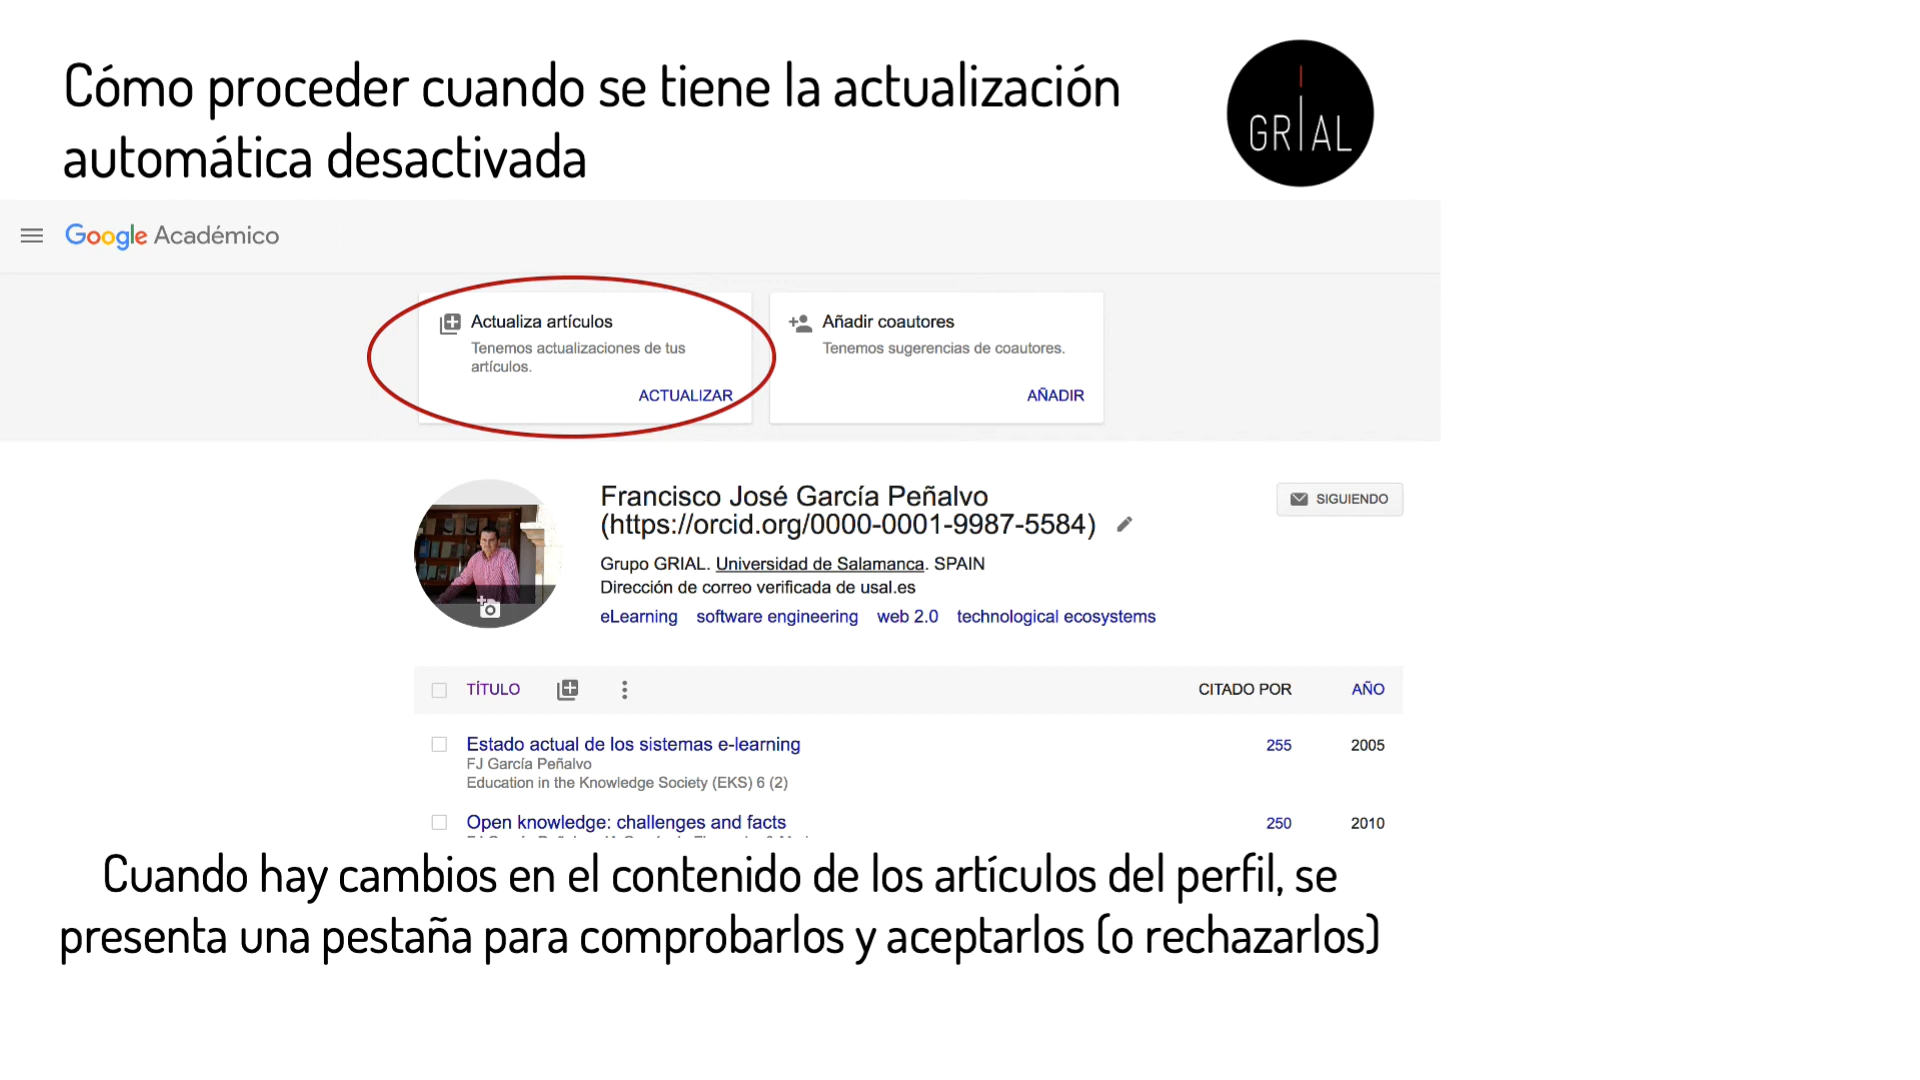 Cómo proceder cuando se tiene la actualización
automática desactivada
GRIAL
Google Académico
Actualiza artículos
Tenemos actualizaciones de tus
artículos.
ACTUALIZAR
Añadir coautores
Tenemos sugerencias de coautores.
AÑADIR
Francisco José García Peñalvo
(https://orcid.org/0000-0001-9987-5584)
SIGUIENDO
Grupo GRIAL. Universidad de Salamanca. SPAIN
Dirección de correo verificada de usal.es
eLearning software engineering web 2.0 technological ecosystems
TÍTULO CITADO POR AÑO
Estado actual de los sistemas e-learning 255 2005
FJ García Peñalvo
Education in the Knowledge Society (EKS) 6 (2)
Open knowledge: challenges and facts 250 2010
Cuando hay cambios en el contenido de los artículos del perfil, se
presenta una pestaña para comprobarlos y aceptarlos (o rechazarlos)